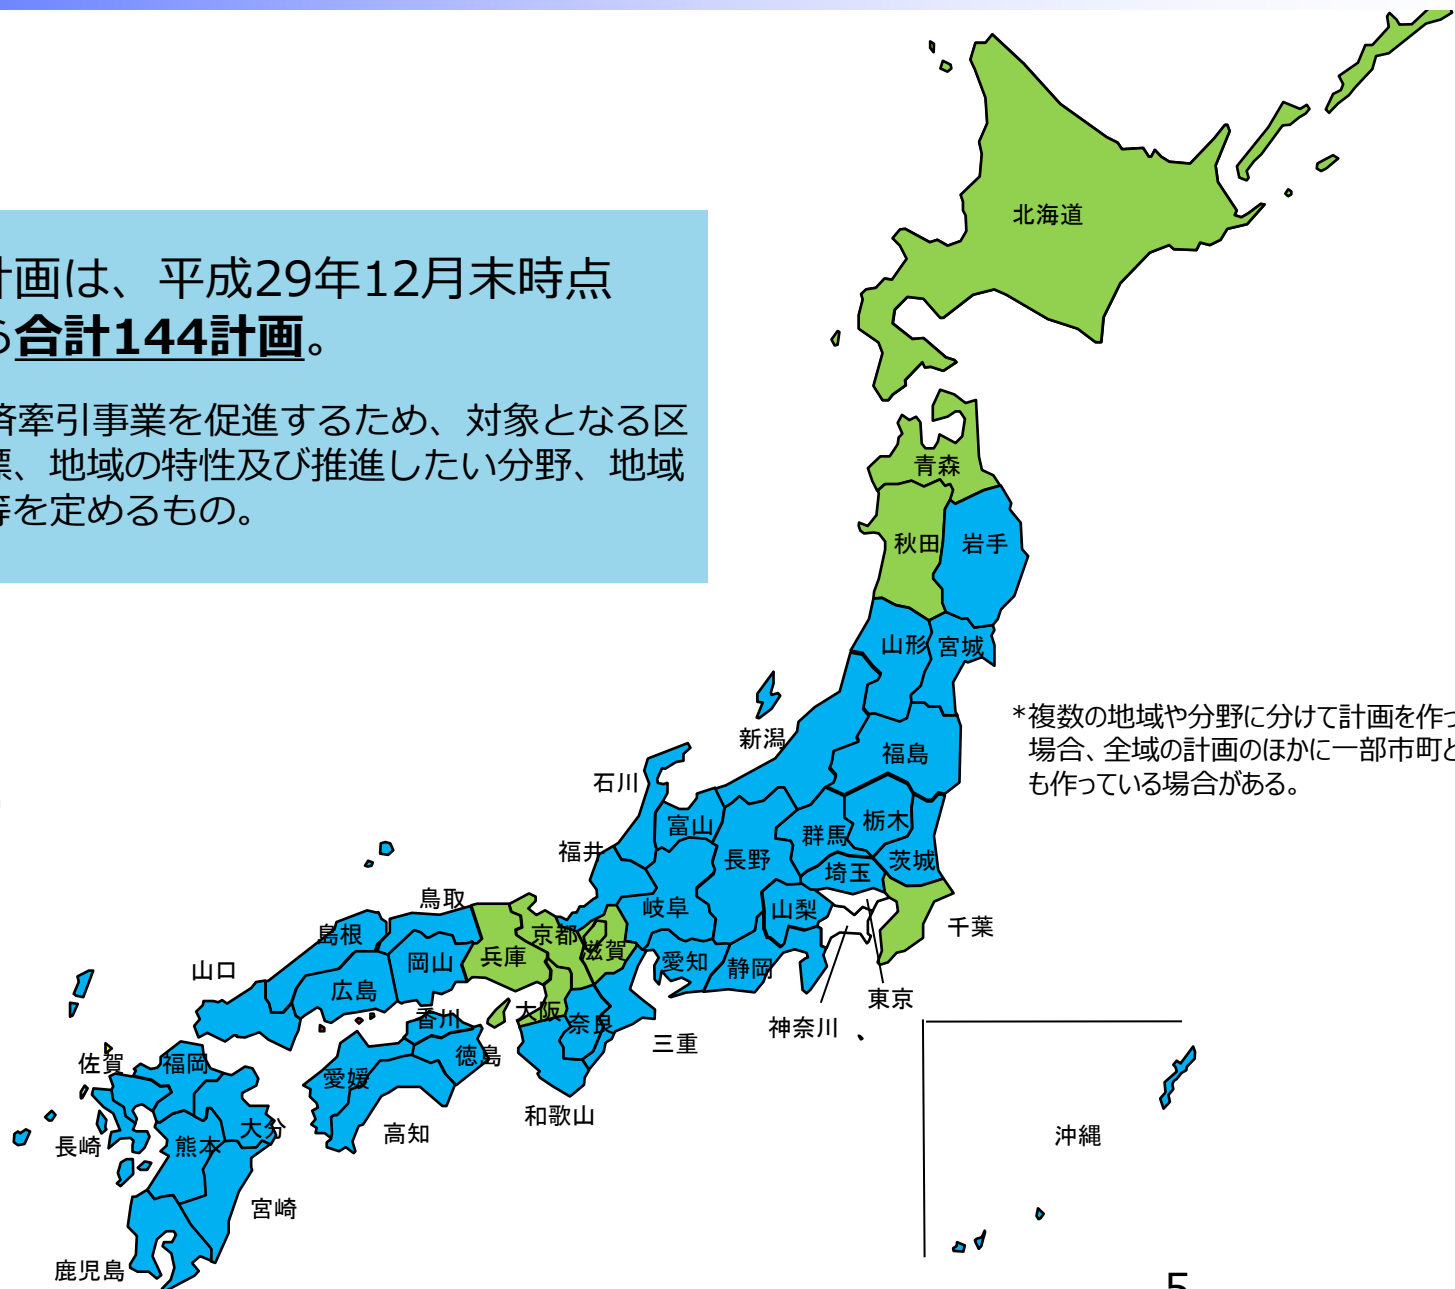 計画は、平成29年12月末時点
合計144計画。
済牽引事業を促進するため、対象となる区
標、地域の特性及び推進したい分野、地域
等を定めるもの。
北海道
青森
秋田
岩手
山形
宮城
*複数の地域や分野に分けて計画を作っ
場合、全域の計画のほかに一部市町と
も作っている場合がある。
新潟
福島
石川
富山
群馬
栃木
福井
長野
埼玉
茨城
鳥取
岐阜
山梨
千葉
島根
兵庫
京都
滋賀
山口
岡山
愛知
静岡
広島
東京
大阪
奈良
香川
神奈川
、
三重
徳島
佐賀
福岡
愛媛
和歌山
高知
大分
長崎
熊本
沖縄
宮崎
鹿児島
5